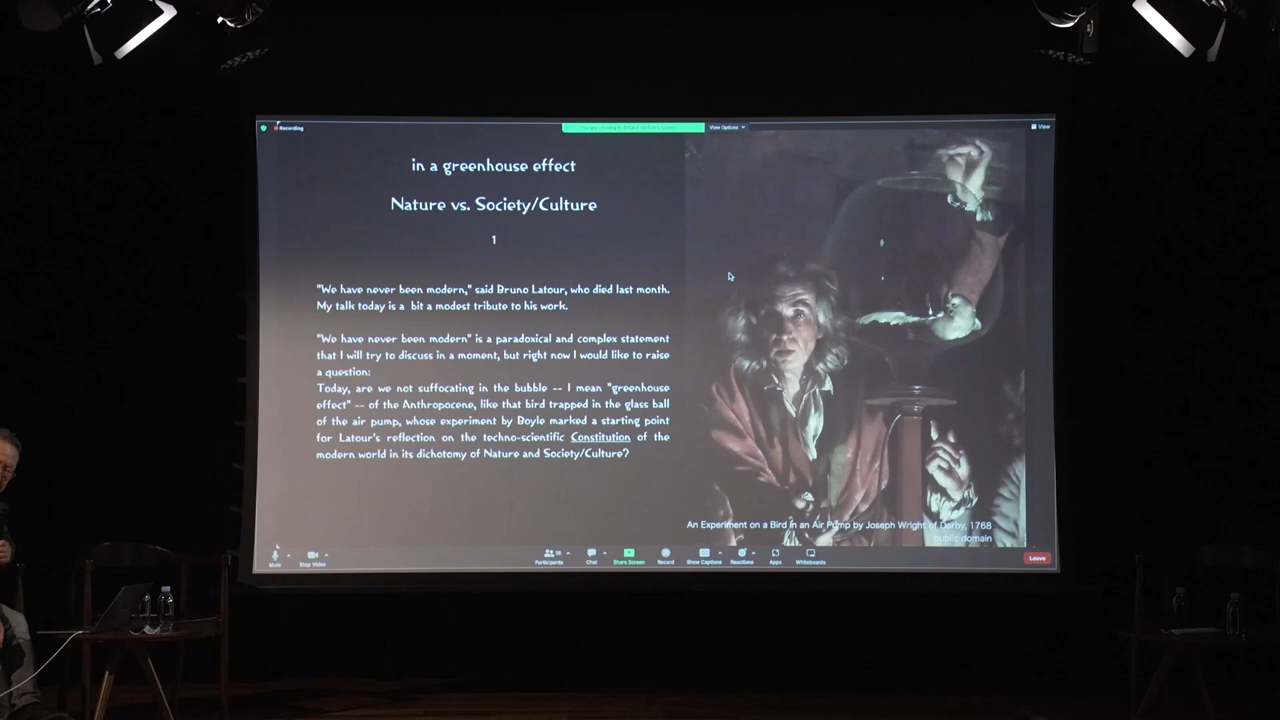 Recording
View Options
View
in a greenhouse effect
Nature vs. Society/Culture
1
"We have never been modern," said Bruno Latour, who died last month.
My talk today is a bit a modest tribute to his work.
"We have never been modern" is a paradoxical and complex statement
that I will try to discuss in a moment, but right now I would like to raise
a question:
Today, are we not suffocating in the bubble -- I mean "greenhouse
effect" -- of the Anthropocene, like that bird trapped in the glass ball
of the air pump, whose experiment by Boyle marked a starting point
for Latour's reflection on the techno-scientific Constitution of the
modern world in its dichotomy of Nature and Society/Culture?
An Experiment on a Bird in an Air Pump by Joseph Wright of Derby, 1768
public domain
Mute
Stop Video
Participants
Chat
Share Screen
Record
Show Captions
Reactions
Apps
Whiteboards
Leave